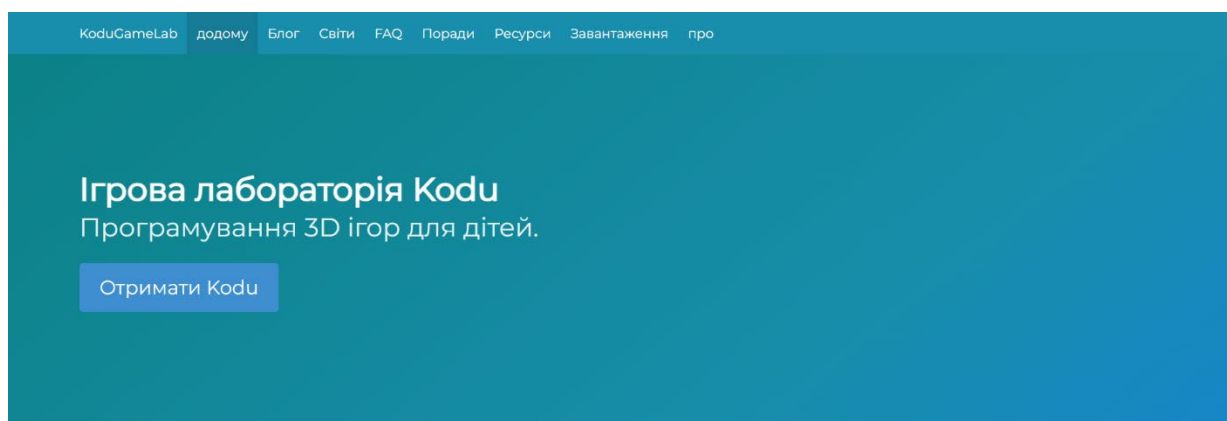 KoduGameLab додому Блог Світи FAQ Поради Ресурси Завантаження про
Ігрова лабораторія Kodu
Програмування 3D ігор для дітей.
Отримати Kodu